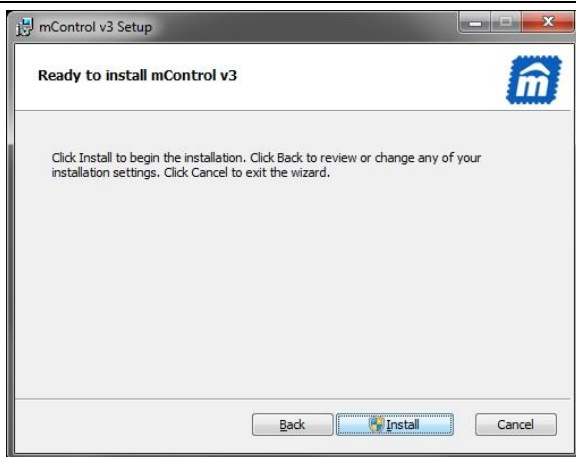 mControl v3 Setup
Ready to install mControl v3
m
Click Install to begin the installation. Click Back to review or change any of your
installation settings. Click Cancel to exit the wizard.
Back
Install
Cancel